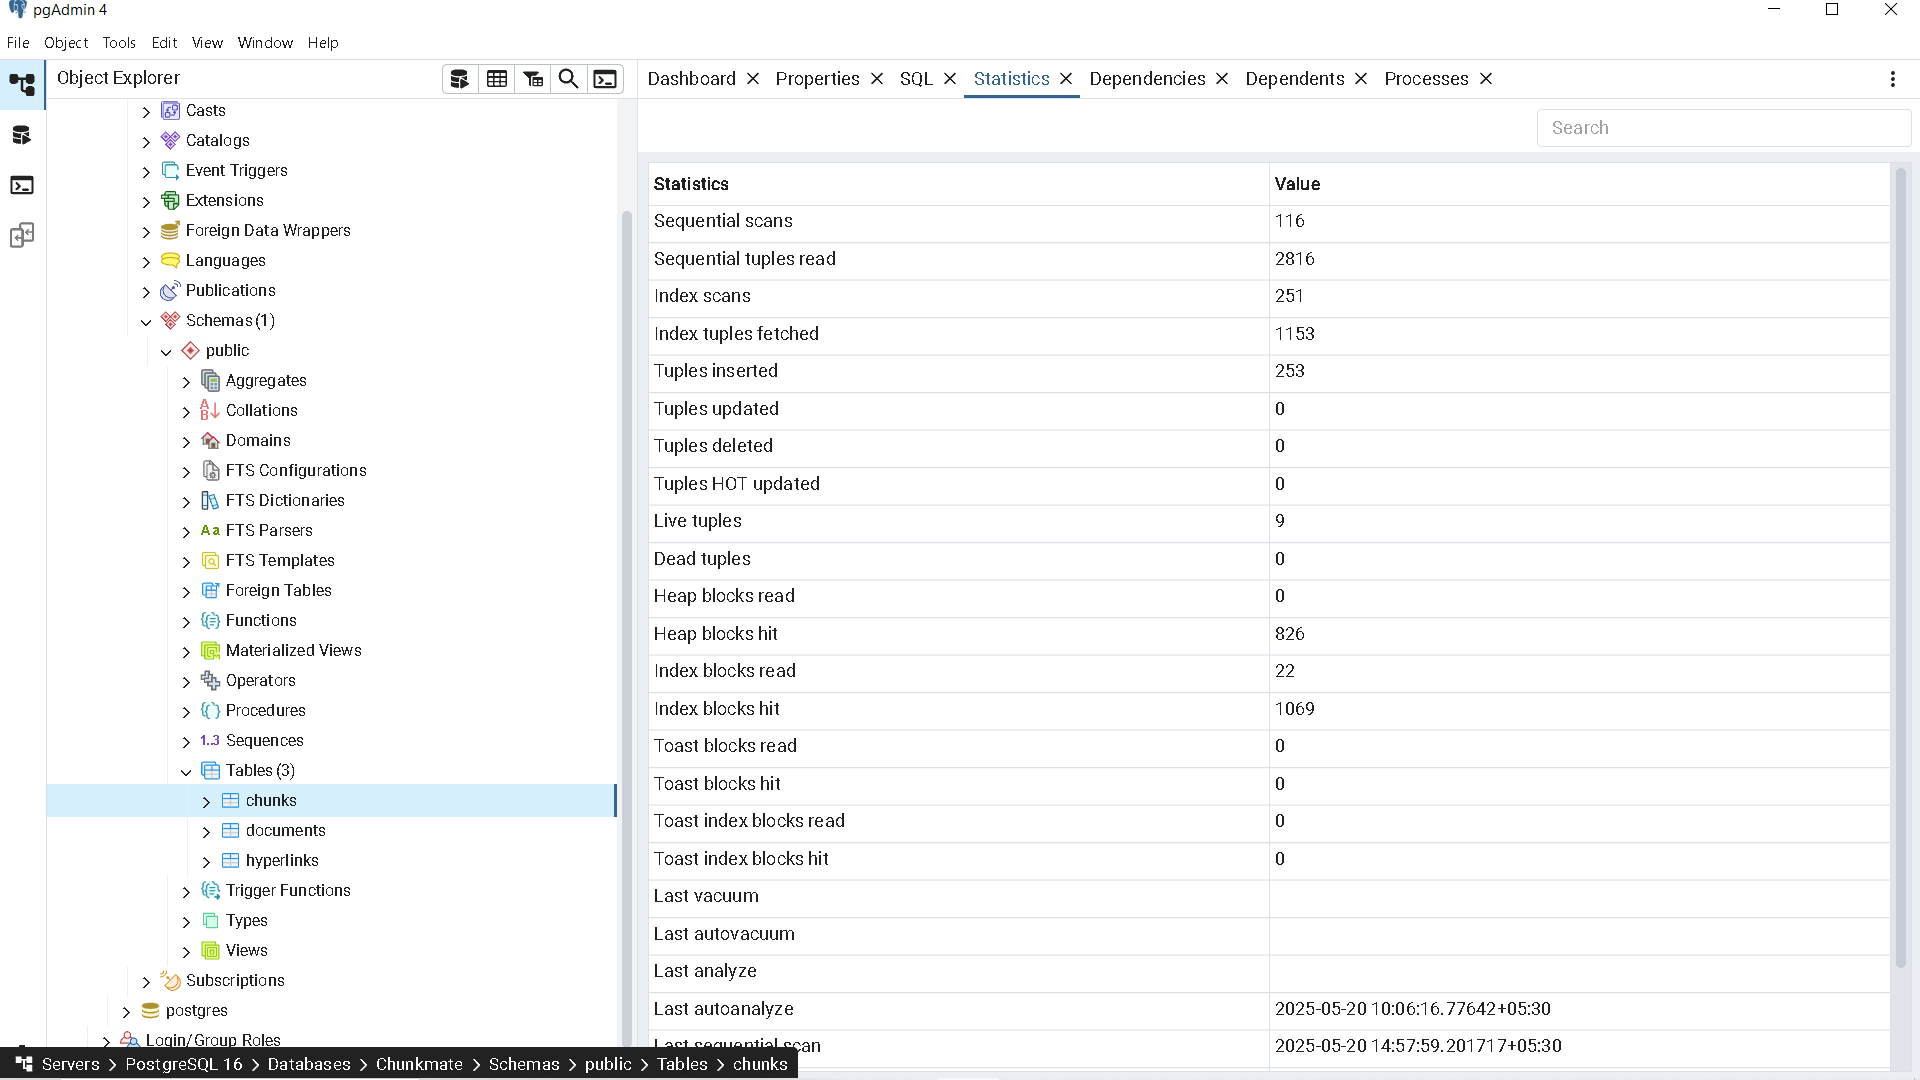 pgAdmin 4
File Object Tools Edit View Window Help
Object Explorer
Dashboard Properties SQL Statistics Dependencies Dependents Processes
Casts
Catalogs
Event Triggers
Extensions
Foreign Data Wrappers
Languages
Publications
Schemas (1)
public
Aggregates
Collations
Domains
FTS Configurations
FTS Dictionaries
Aa FTS Parsers
FTS Templates
Foreign Tables
Functions
Materialized Views
Operators
Procedures
1..3 Sequences
Tables (3)
chunks
documents
hyperlinks
Trigger Functions
Types
Views
Subscriptions
postgres
Login/Group Roles
Search
Statistics Value
Sequential scans 116
Sequential tuples read 2816
Index scans 251
Index tuples fetched 1153
Tuples inserted 253
Tuples updated 0
Tuples deleted 0
Tuples HOT updated 0
Live tuples 9
Dead tuples 0
Heap blocks read 0
Heap blocks hit 826
Index blocks read 22
Index blocks hit 1069
Toast blocks read 0
Toast blocks hit 0
Toast index blocks read 0
Toast index blocks hit 0
Last vacuum
Last autovacuum
Last analyze
Last autoanalyze 2025-05-20 10:06:16.77642+05:30
Last sequential scan 2025-05-20 14:57:59.201717+05:30
Servers > PostgreSQL 16 > Databases > Chunkmate > Schemas > public > Tables > chunks